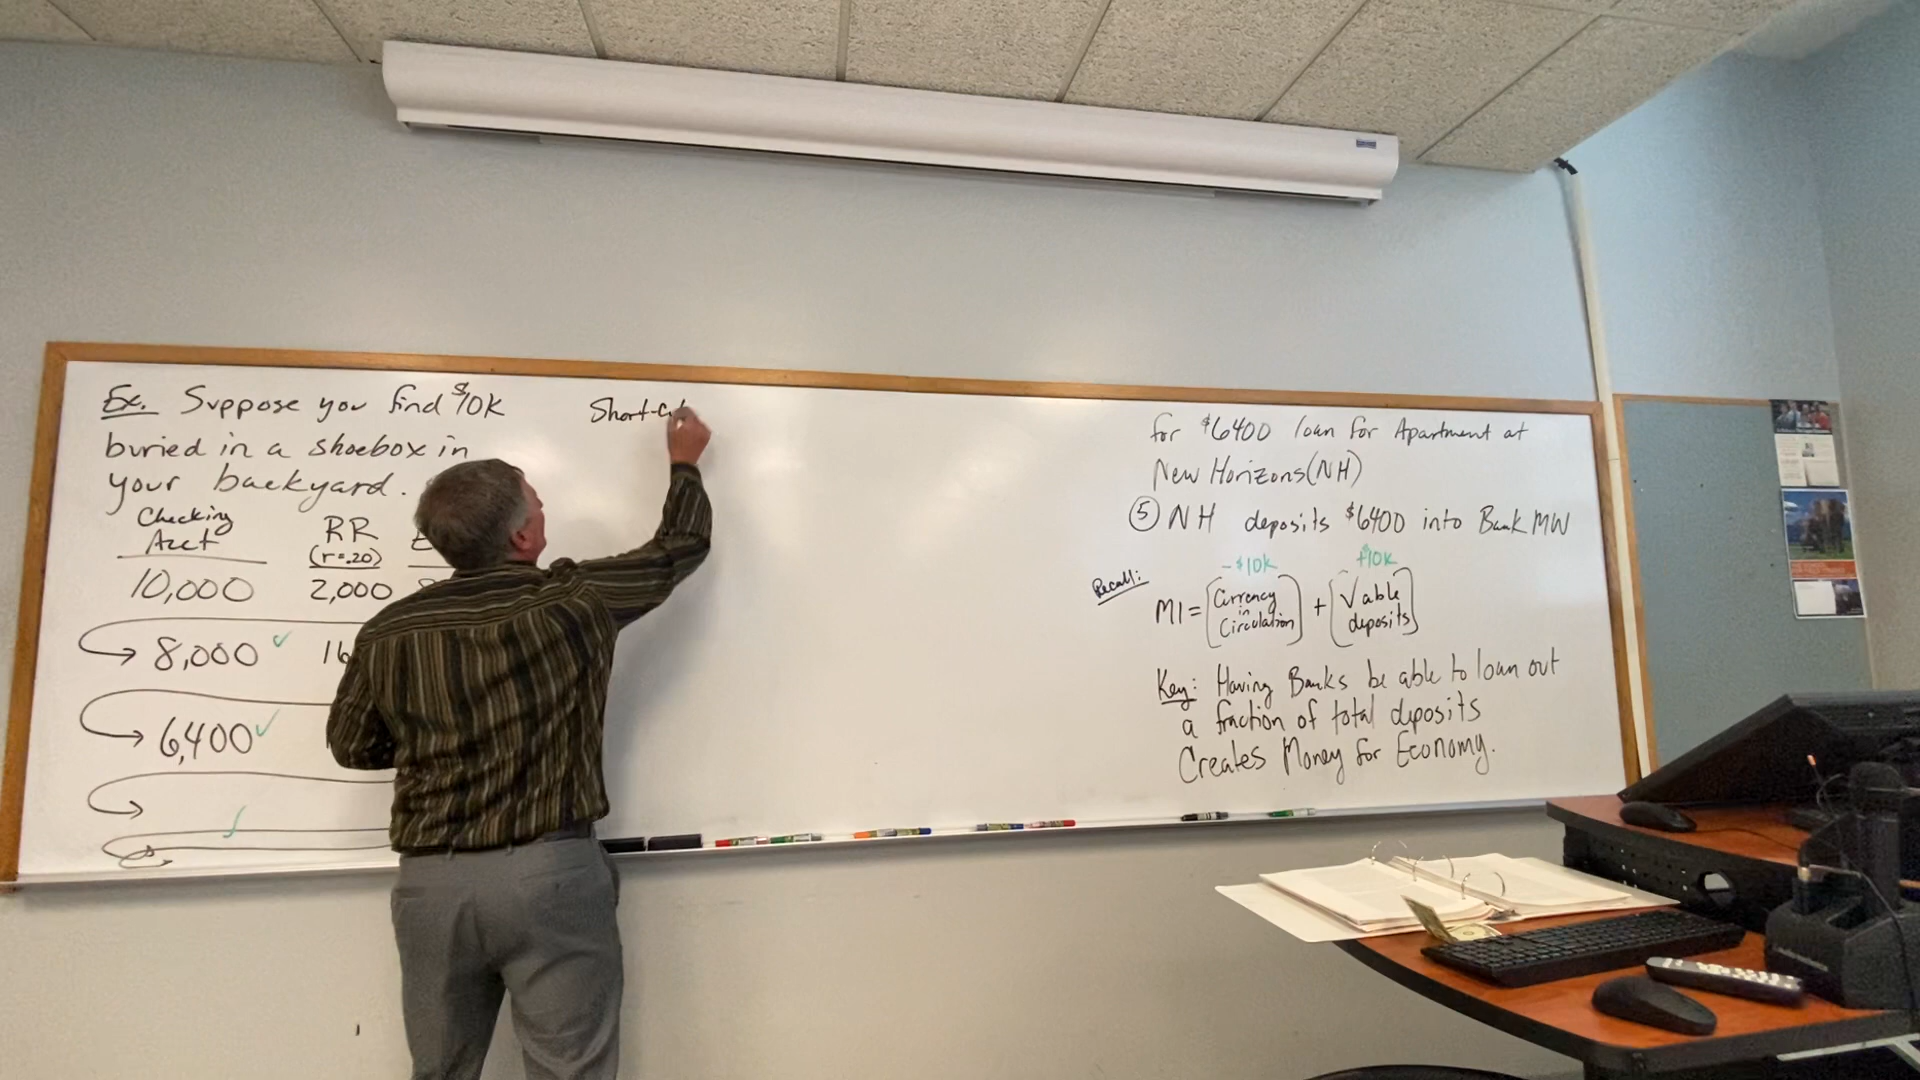 Ex. Suppose you find $10k
buried in a shoebox in
your backyard.
Checking
Acct
RR
(r=.20)
10,000
2,000
8,000 ✓
16
6,400 ✓
✓
Short-Cut
for $6400 loan for Apartment at
New Horizons (NH)
⑤ NH deposits $6400 into Bank MW
-$10k
+$10k
Recall:
M1 = [Currency in Circulation] + [√able deposits]
Key: Having Banks be able to loan out
a fraction of total deposits
Creates Money for Economy.